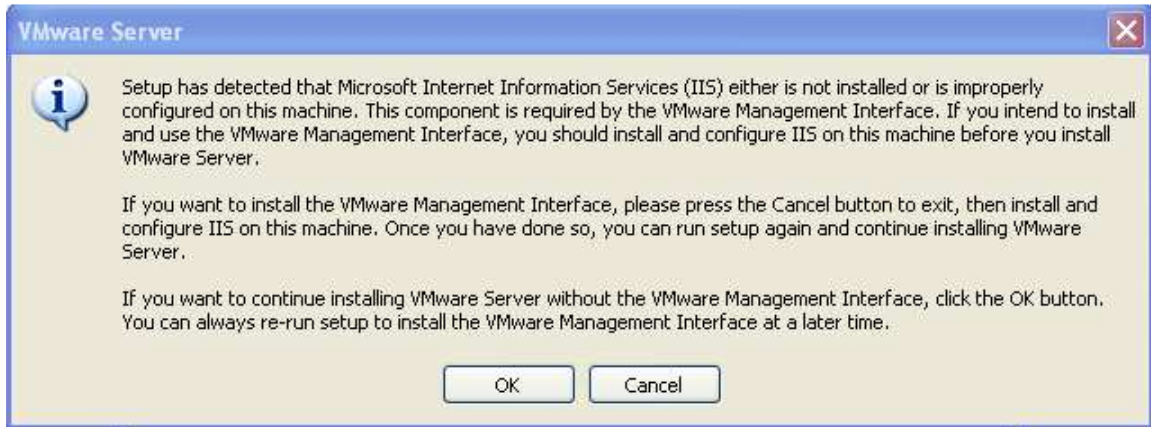 VMware Server
Setup has detected that Microsoft Internet Information Services (IIS) either is not installed or is improperly
configured on this machine. This component is required by the VMware Management Interface. If you intend to install
and use the VMware Management Interface, you should install and configure IIS on this machine before you install
VMware Server.
If you want to install the VMware Management Interface, please press the Cancel button to exit, then install and
configure IIS on this machine. Once you have done so, you can run setup again and continue installing VMware
Server.
If you want to continue installing VMware Server without the VMware Management Interface, click the OK button.
You can always re-run setup to install the VMware Management Interface at a later time.
OK
Cancel